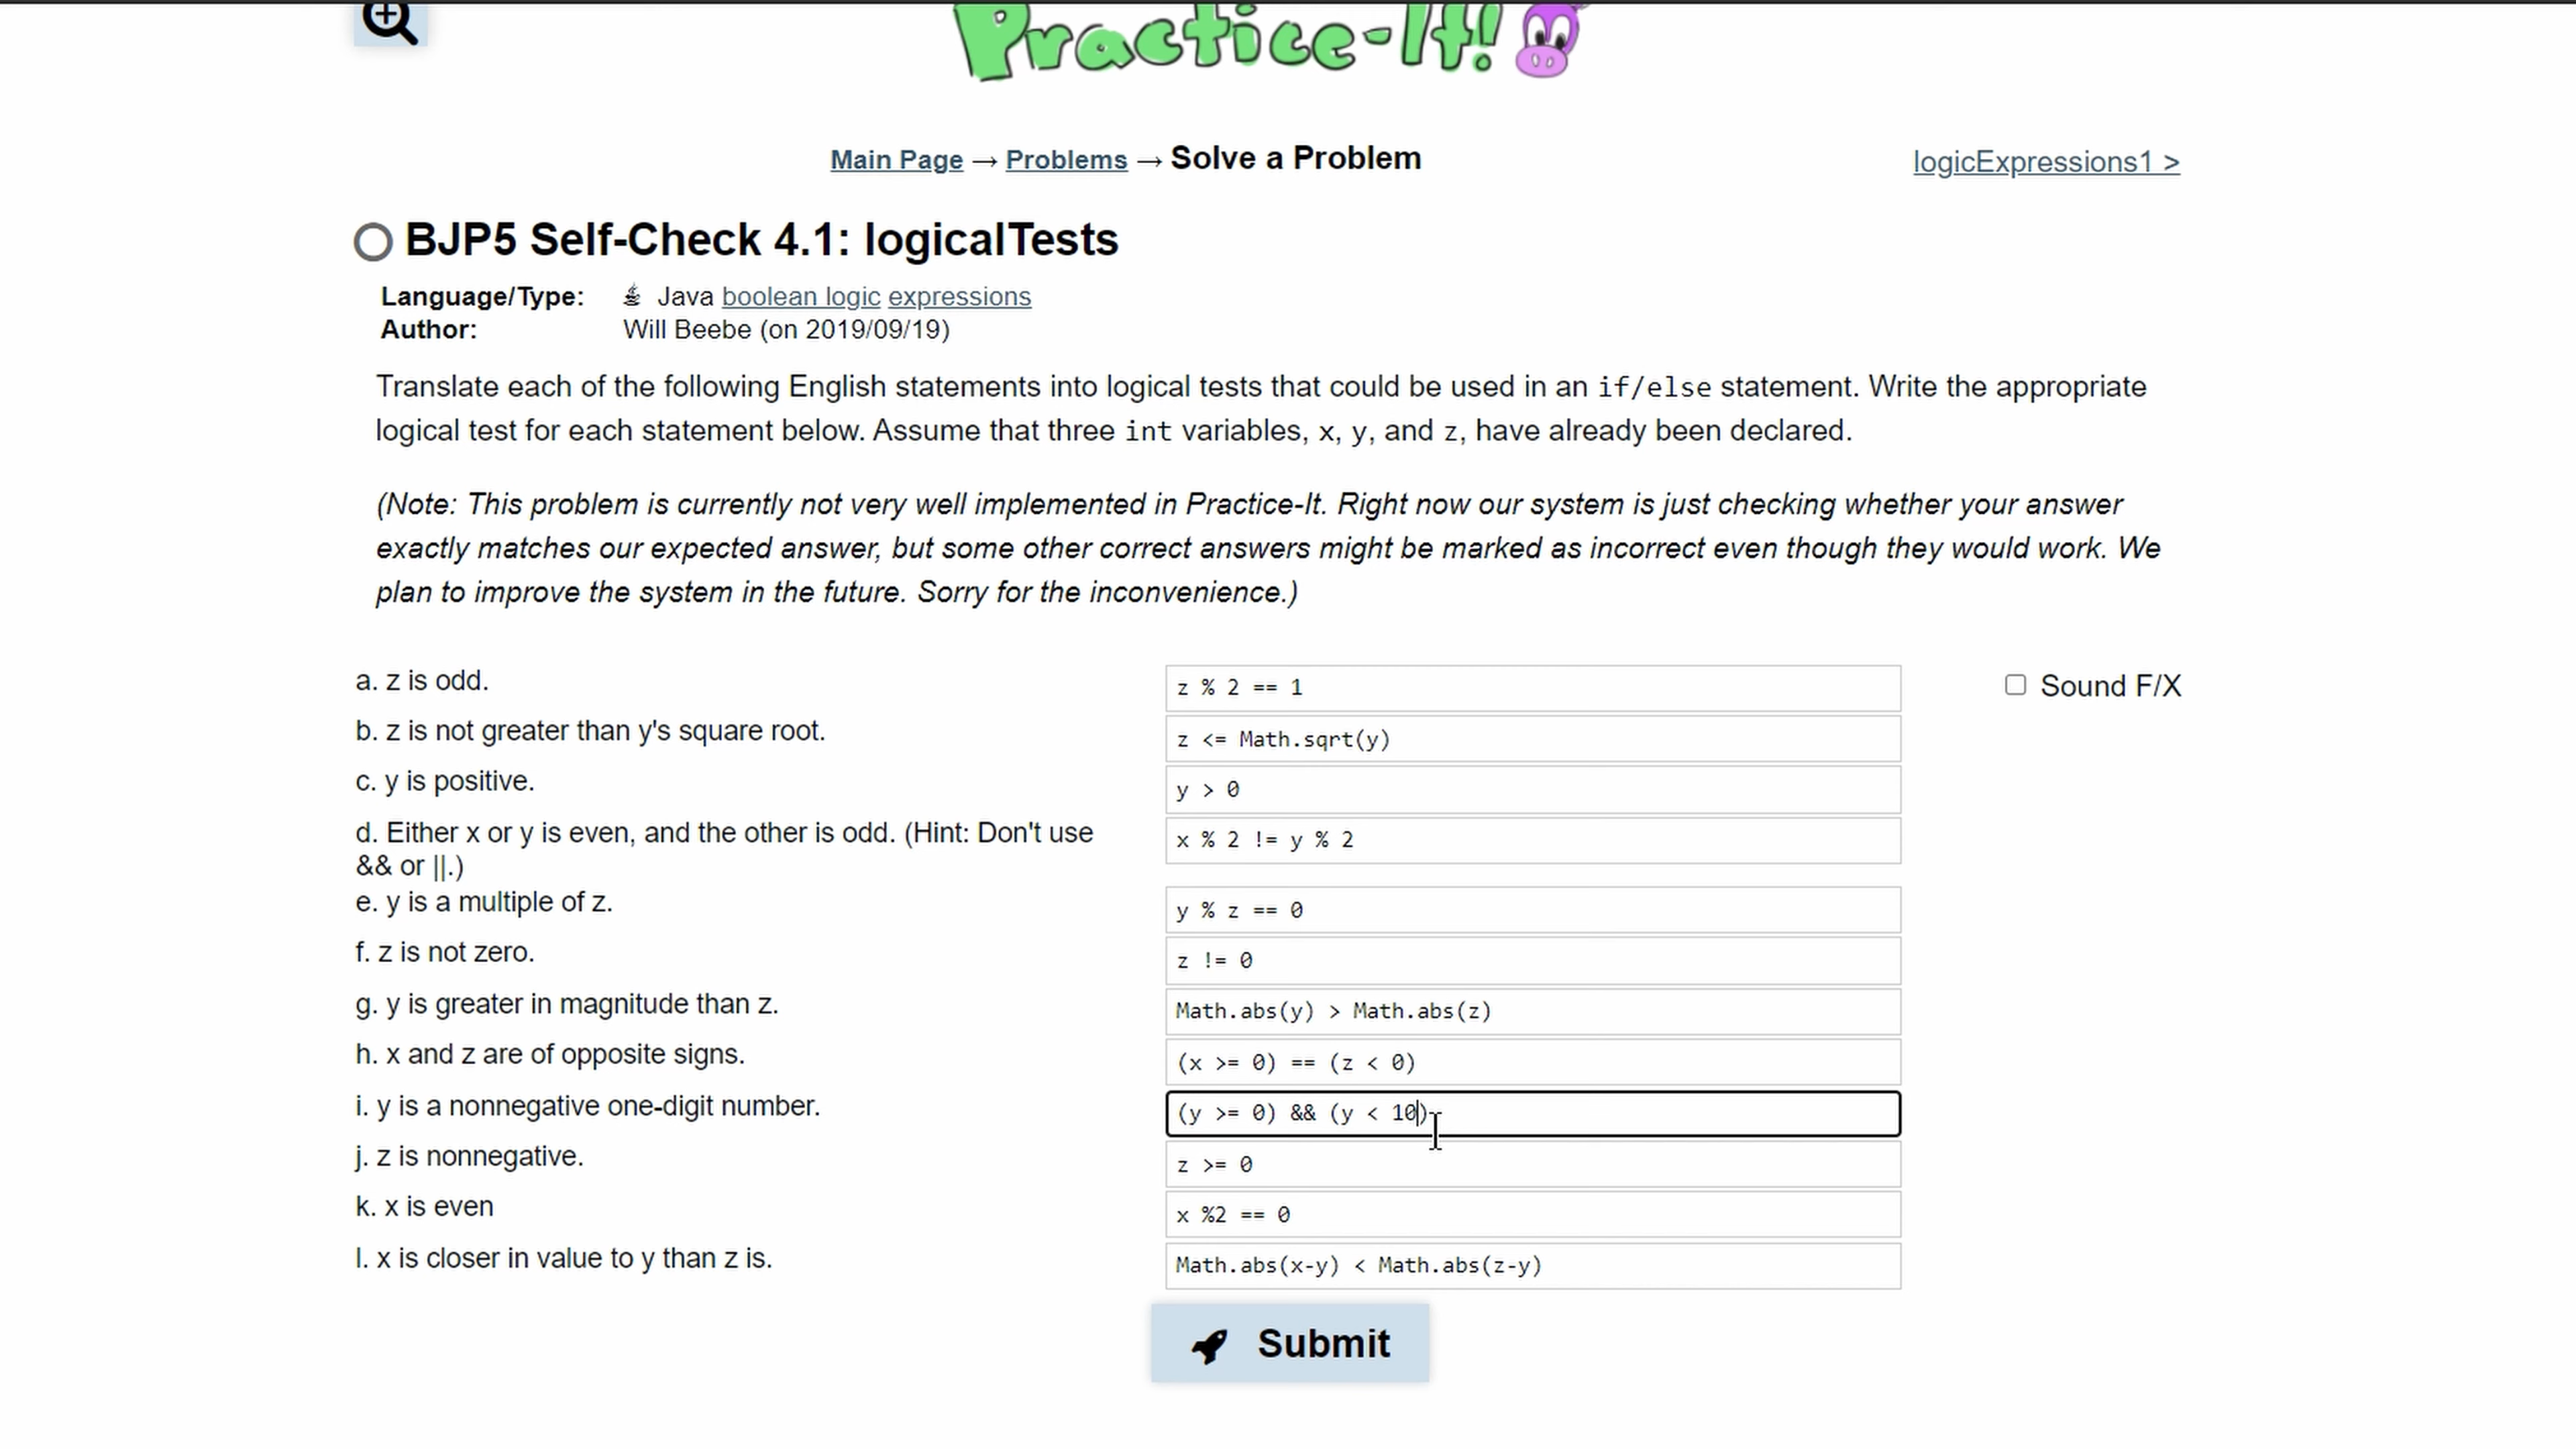 Practice-It!
Main Page → Problems → Solve a Problem
logicExpressions1 >
BJP5 Self-Check 4.1: logicalTests
Language/Type: Java boolean logic expressions
Author: Will Beebe (on 2019/09/19)
Translate each of the following English statements into logical tests that could be used in an if/else statement. Write the appropriate
logical test for each statement below. Assume that three int variables, x, y, and z, have already been declared.
(Note: This problem is currently not very well implemented in Practice-It. Right now our system is just checking whether your answer
exactly matches our expected answer, but some other correct answers might be marked as incorrect even though they would work. We
plan to improve the system in the future. Sorry for the inconvenience.)
a. z is odd. z % 2 == 1
Sound F/X
b. z is not greater than y's square root. z <= Math.sqrt(y)
c. y is positive. y > 0
d. Either x or y is even, and the other is odd. (Hint: Don't use x % 2 != y % 2
&& or ||.)
e. y is a multiple of z. y % z == 0
f. z is not zero. z != 0
g. y is greater in magnitude than z. Math.abs(y) > Math.abs(z)
h. x and z are of opposite signs. (x >= 0) == (z < 0)
i. y is a nonnegative one-digit number. (y >= 0) && (y < 10)
j. z is nonnegative. z >= 0
k. x is even x %2 == 0
l. x is closer in value to y than z is. Math.abs(x-y) < Math.abs(z-y)
Submit